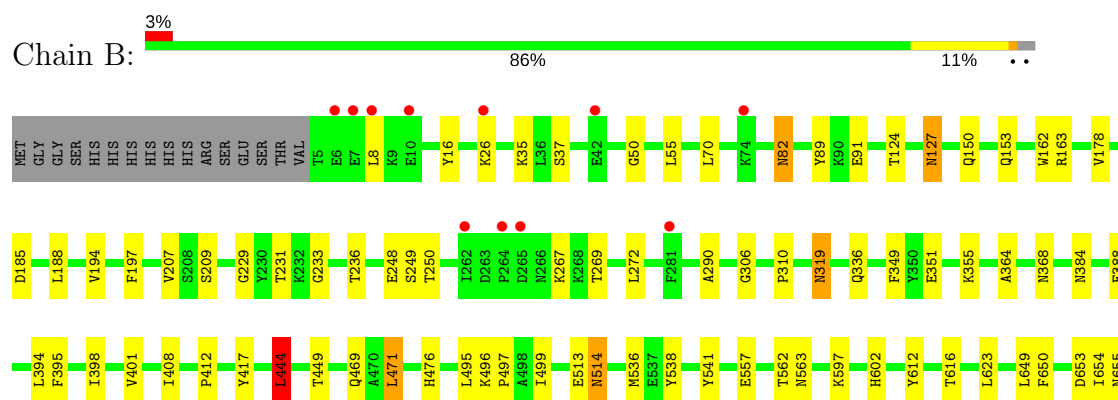 3%
Chain B:
86% 11% • •
MET GLY GLY SER HIS HIS HIS HIS HIS HIS ARG SER GLU SER THR VAL T5 E6 E7 L8 K9 E10 Y16 K26 K35 L36 S37 E42 G50 L55 L70 K74 N82 Y89 K90 E91 T124 N127 Q150 Q153 W162 R163 V178
D185 L188 V194 F197 V207 S208 S209 G229 Y230 T231 K232 G233 T236 E248 S249 T250 I262 D263 P264 D265 N266 K267 K268 T269 L272 F281 A290 G306 P310 N319 Q336 F349 Y350 E351 K355 A364 N368 N384
L394 F395 I398 V401 I408 P412 Y417 L444 T449 Q469 A470 L471 H476 L495 K496 P497 A498 I499 E513 N514 M536 E537 Y538 Y541 E557 T562 N563 K597 H602 Y612 T616 L623 L649 F650 D653 I654